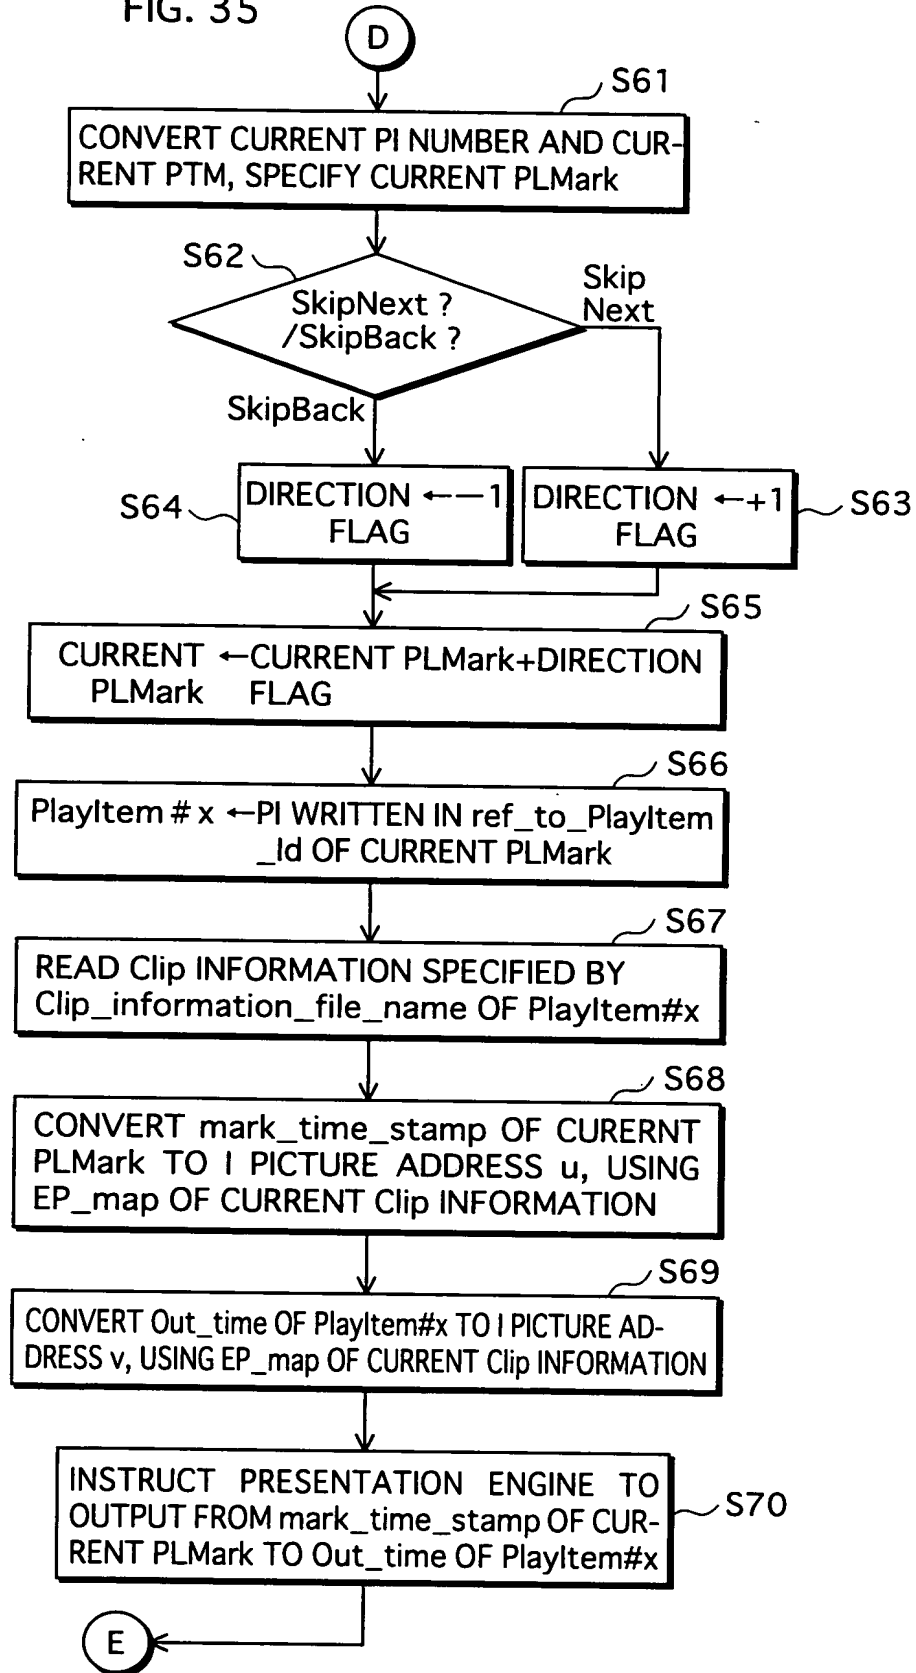 FIG. 35
D
S61
CONVERT CURRENT PI NUMBER AND CUR-
RENT PTM, SPECIFY CURRENT PLMark
S62
SkipNext ?
/SkipBack ?
Skip
Next
SkipBack
S64
DIRECTION ←−1
FLAG
DIRECTION ←+1
FLAG
S63
S65
CURRENT ←CURRENT PLMark+DIRECTION
PLMark FLAG
S66
PlayItem # x ←PI WRITTEN IN ref_to_PlayItem
_Id OF CURRENT PLMark
S67
READ Clip INFORMATION SPECIFIED BY
Clip_information_file_name OF PlayItem#x
S68
CONVERT mark_time_stamp OF CURERNT
PLMark TO I PICTURE ADDRESS u, USING
EP_map OF CURRENT Clip INFORMATION
S69
CONVERT Out_time OF PlayItem#x TO I PICTURE AD-
DRESS v, USING EP_map OF CURRENT Clip INFORMATION
INSTRUCT PRESENTATION ENGINE TO
OUTPUT FROM mark_time_stamp OF CUR-
RENT PLMark TO Out_time OF PlayItem#x
S70
E